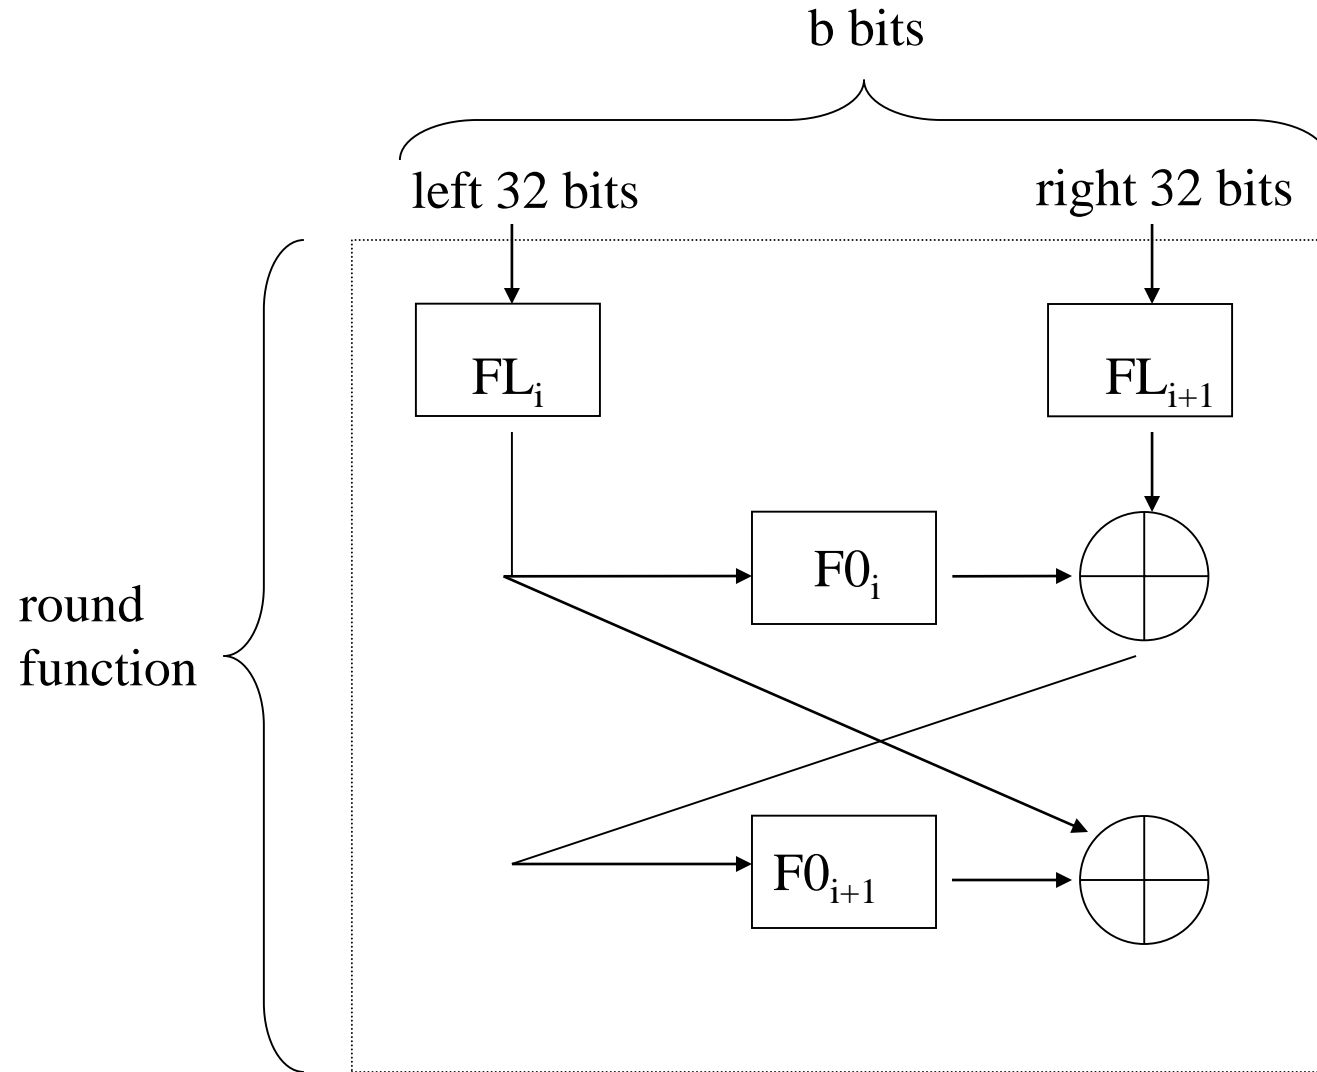 b bits
left 32 bits
right 32 bits
FLi
FLi+1
F0i
round
function
F0i+1